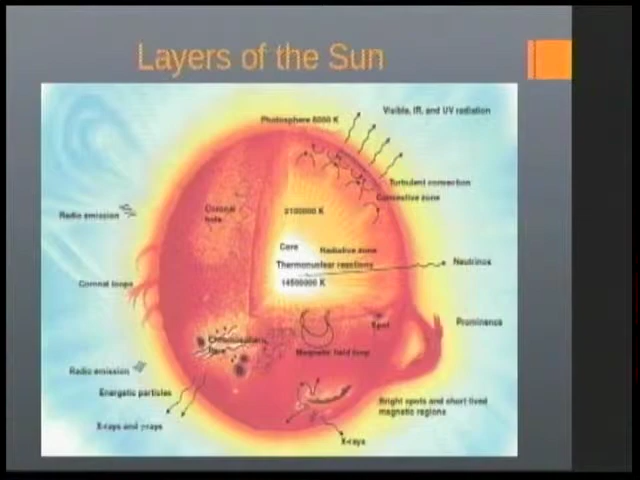 Layers of the Sun
Photosphere 6000 K
Visible, IR, and UV radiation
Turbulent convection
Convective zone
Radio emission
Coronal
hole
2100000 K
Core
Radiative zone
Thermonuclear reactions
Neutrinos
14500000 K
Coronal loops
Spot
Prominence
Magnetic field loop
Radio emission
Energetic particles
Bright spots and short-lived
magnetic regions
X-rays and γ-rays
X-rays